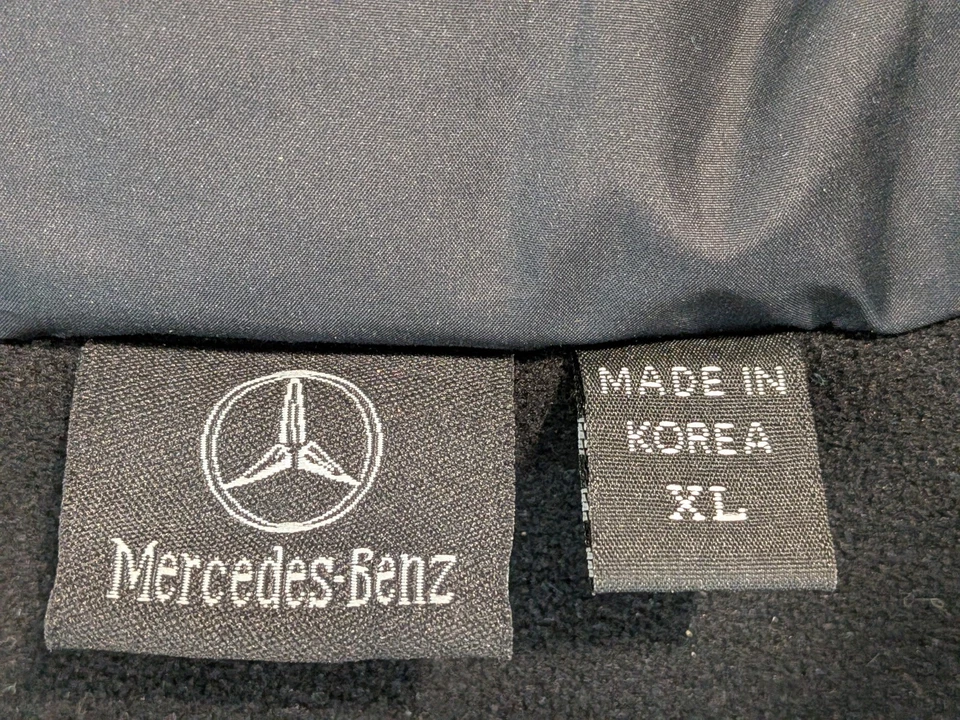 Mercedes-Benz
MADE IN
KOREA
XL